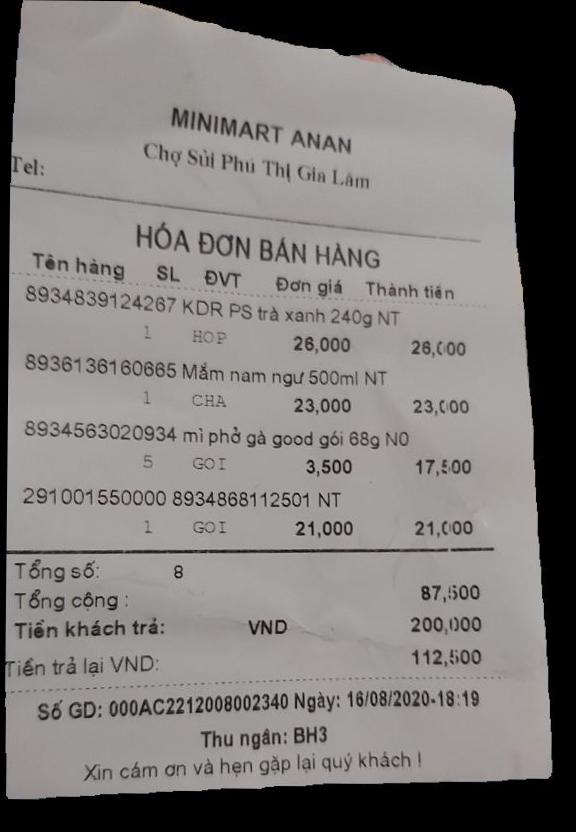 MINIMART ANAN
Chợ Sủi Phú Thị Gia Lâm
Tel:
HÓA ĐƠN BÁN HÀNG
Tên hàng SL ĐVT Đơn giá Thành tiền
8934839124267 KDR PS trà xanh 240g NT
1 HOP 26,000 26,000
8936136160665 Mắm nam ngư 500ml NT
1 CHA 23,000 23,000
8934563020934 mì phở gà good gói 68g N0
5 GOI 3,500 17,500
291001550000 8934868112501 NT
1 GOI 21,000 21,000
Tổng số: 8
Tổng cộng : 87,500
Tiền khách trả: VND 200,000
Tiền trả lại VND: 112,500
Số GD: 000AC2212008002340 Ngày: 16/08/2020-18:19
Thu ngân: BH3
Xin cám ơn và hẹn gặp lại quý khách !